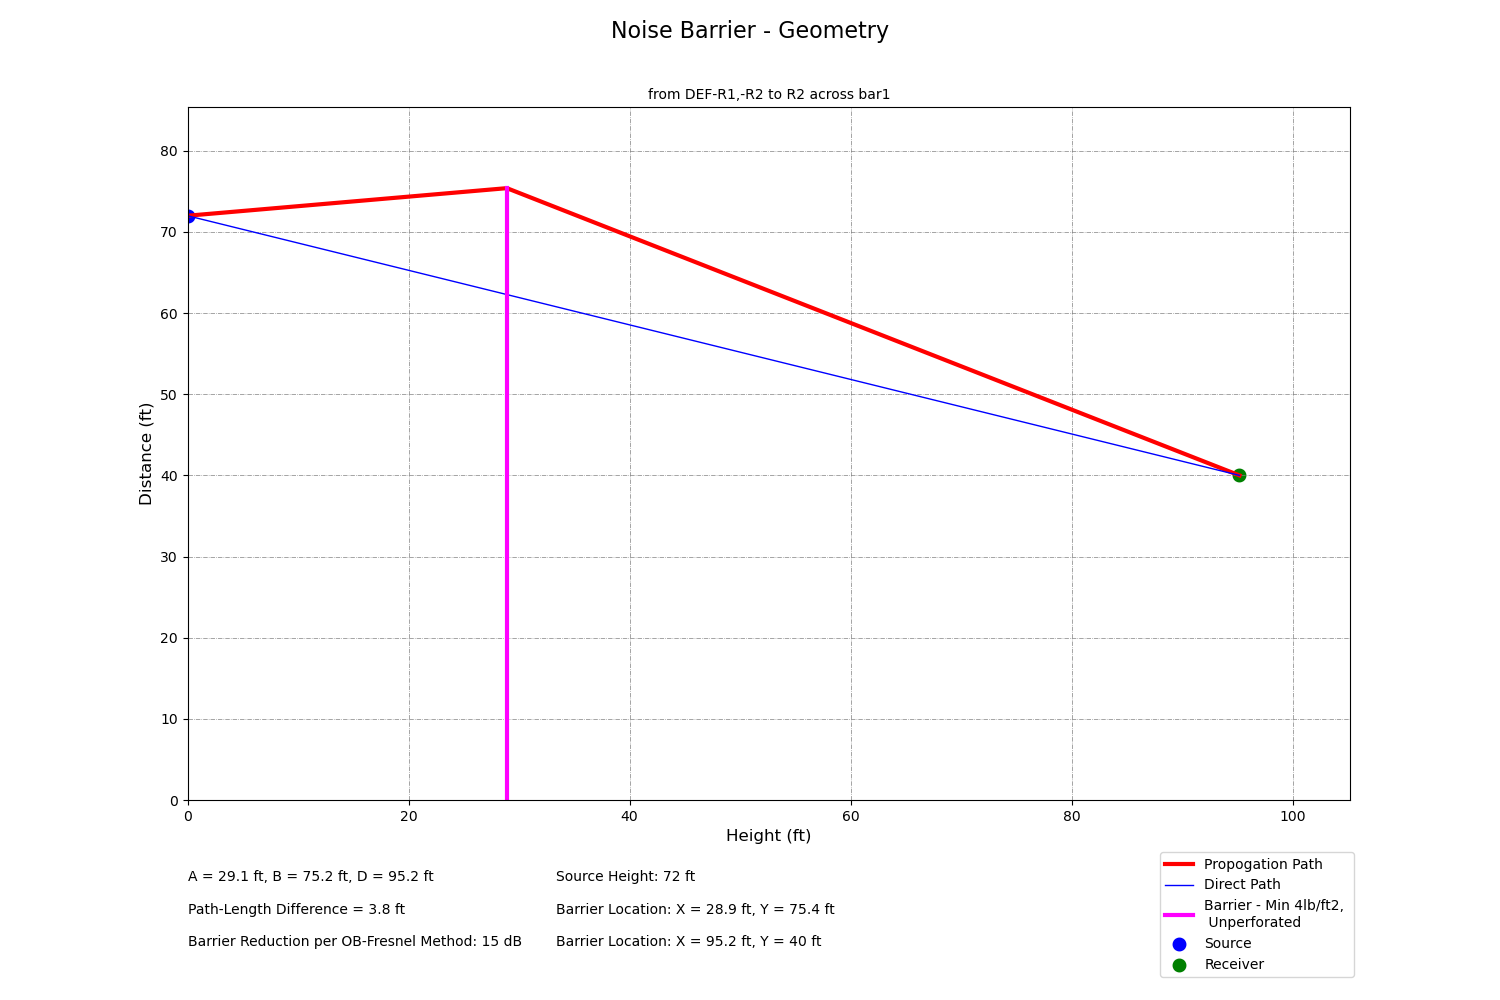 Noise Barrier - Geometry
from DEF-R1,-R2 to R2 across bar1
80
70
60
50
40
30
20
10
0
Distance (ft)
0 20 40 60 80 100
Height (ft)
A = 29.1 ft, B = 75.2 ft, D = 95.2 ft
Path-Length Difference = 3.8 ft
Barrier Reduction per OB-Fresnel Method: 15 dB
Source Height: 72 ft
Barrier Location: X = 28.9 ft, Y = 75.4 ft
Barrier Location: X = 95.2 ft, Y = 40 ft
Propogation Path
Direct Path
Barrier - Min 4lb/ft2,
Unperforated
Source
Receiver